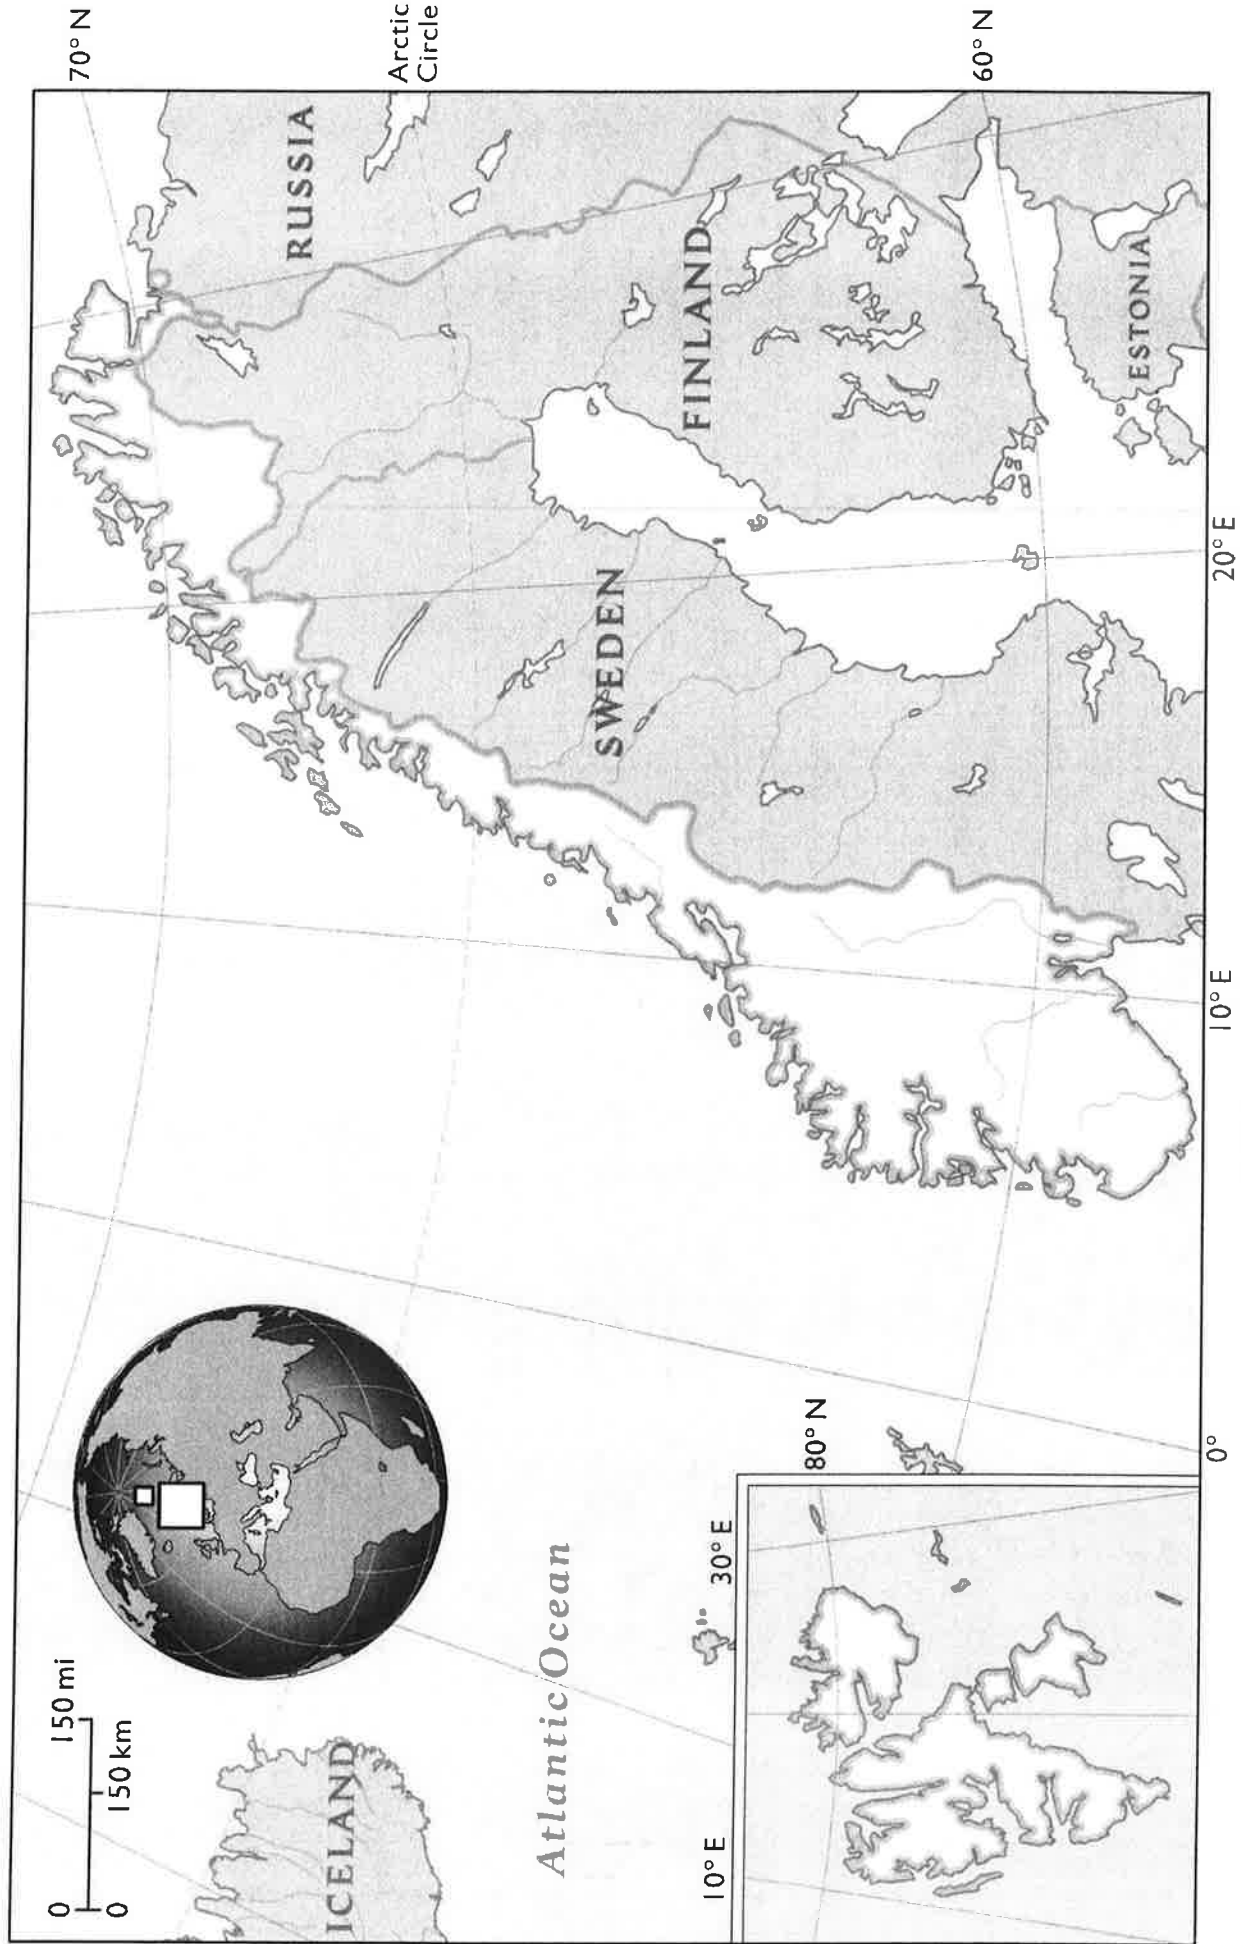 0 150 mi
0 150 km
ICELAND
Atlantic Ocean
RUSSIA
SWEDEN
FINLAND
ESTONIA
70° N
Arctic
Circle
60° N
10° E
30° E
80° N
0°
10° E
20° E